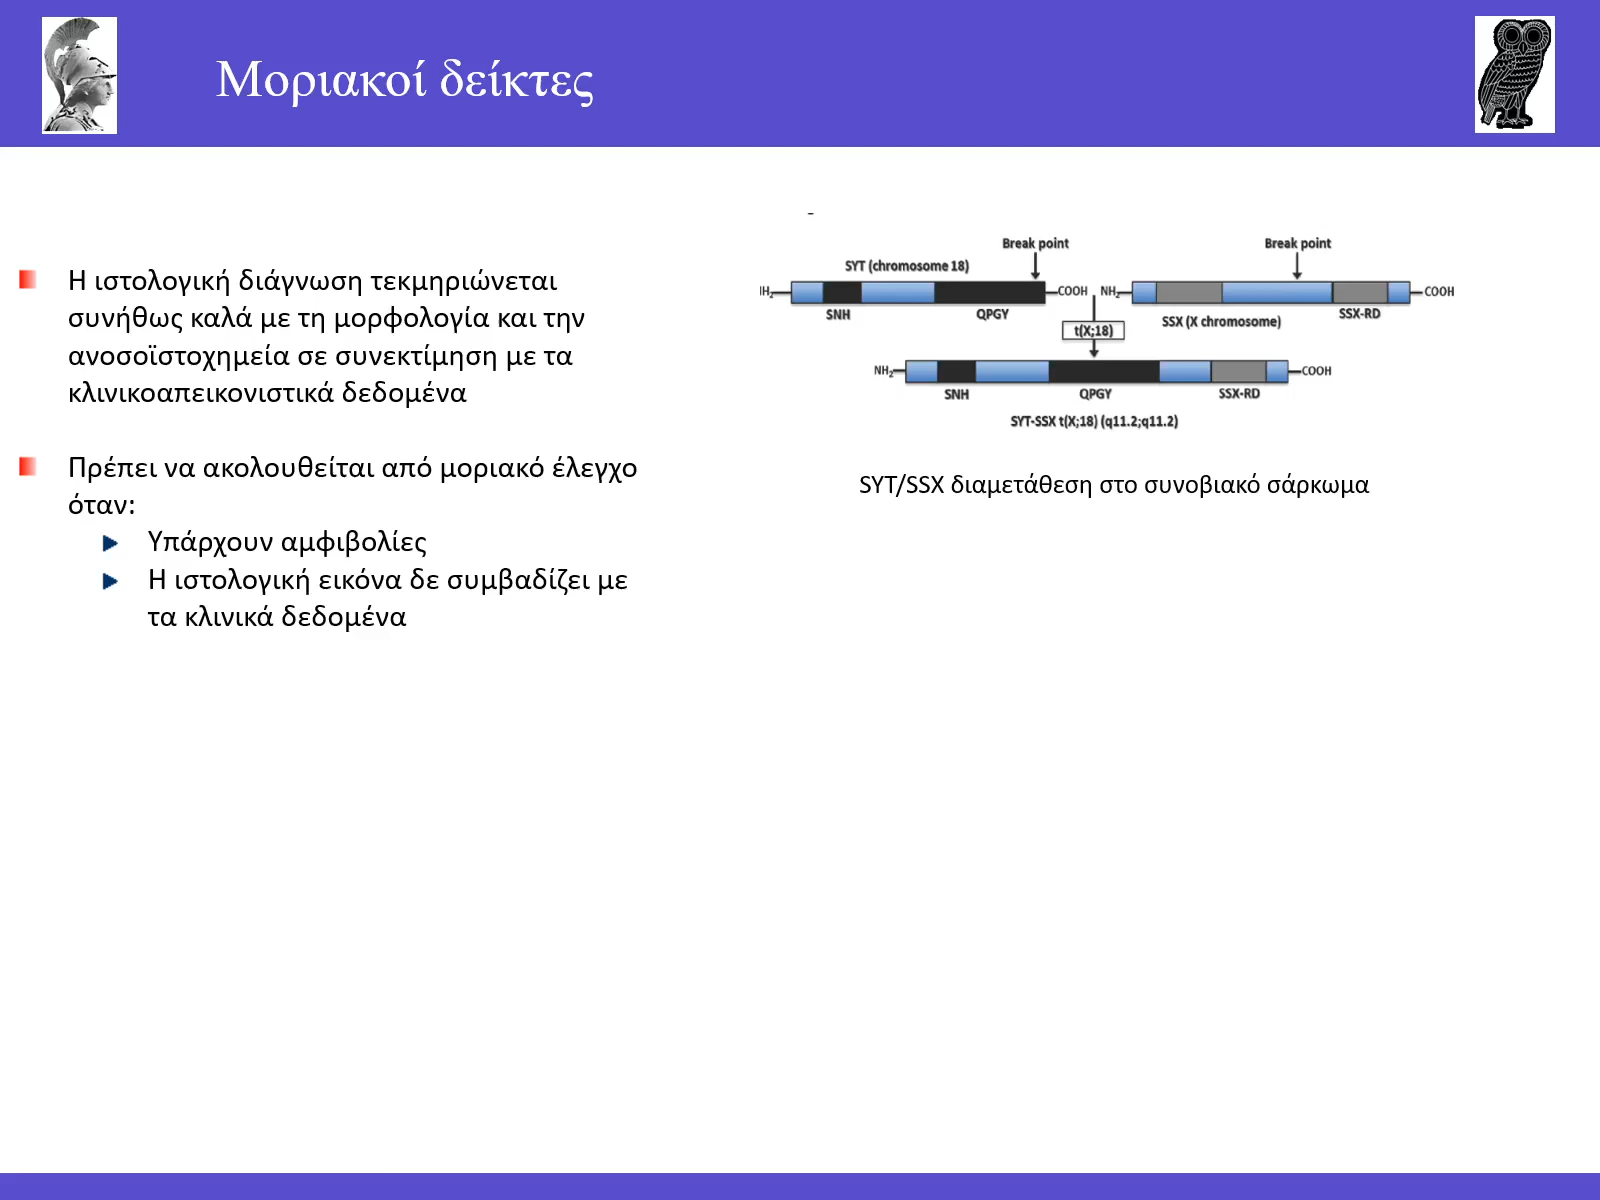 Μοριακοί δείκτες
Η ιστολογική διάγνωση τεκμηριώνεται
συνήθως καλά με τη μορφολογία και την
ανοσοϊστοχημεία σε συνεκτίμηση με τα
κλινικοαπεικονιστικά δεδομένα
Πρέπει να ακολουθείται από μοριακό έλεγχο
όταν:
Υπάρχουν αμφιβολίες
Η ιστολογική εικόνα δε συμβαδίζει με
τα κλινικά δεδομένα
-
Break point Break point
SYT (chromosome 18)
H₂ COOH NH₂ COOH
SNH QPGY SSX (X chromosome) SSX-RD
t(X;18)
NH₂ COOH
SNH QPGY SSX-RD
SYT-SSX t(X;18) (q11.2;q11.2)
SYT/SSX διαμετάθεση στο συνοβιακό σάρκωμα